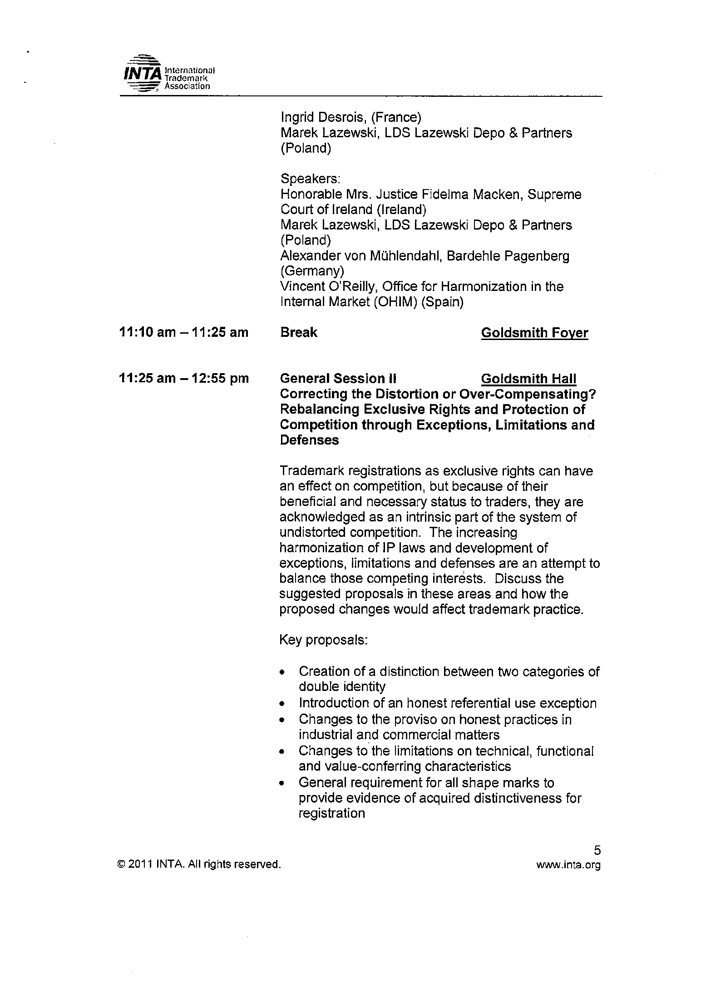 INTA International
Trademark
Association
Ingrid Desrois, (France)
Marek Lazewski, LDS Lazewski Depo & Partners
(Poland)
Speakers:
Honorable Mrs. Justice Fidelma Macken, Supreme
Court of Ireland (Ireland)
Marek Lazewski, LDS Lazewski Depo & Partners
(Poland)
Alexander von Mühlendahl, Bardehle Pagenberg
(Germany)
Vincent O'Reilly, Office for Harmonization in the
Internal Market (OHIM) (Spain)
11:10 am – 11:25 am Break Goldsmith Foyer
11:25 am – 12:55 pm General Session II Goldsmith Hall
Correcting the Distortion or Over-Compensating?
Rebalancing Exclusive Rights and Protection of
Competition through Exceptions, Limitations and
Defenses
Trademark registrations as exclusive rights can have
an effect on competition, but because of their
beneficial and necessary status to traders, they are
acknowledged as an intrinsic part of the system of
undistorted competition. The increasing
harmonization of IP laws and development of
exceptions, limitations and defenses are an attempt to
balance those competing interests. Discuss the
suggested proposals in these areas and how the
proposed changes would affect trademark practice.
Key proposals:
• Creation of a distinction between two categories of
double identity
• Introduction of an honest referential use exception
• Changes to the proviso on honest practices in
industrial and commercial matters
• Changes to the limitations on technical, functional
and value-conferring characteristics
• General requirement for all shape marks to
provide evidence of acquired distinctiveness for
registration
5
© 2011 INTA. All rights reserved. www.inta.org